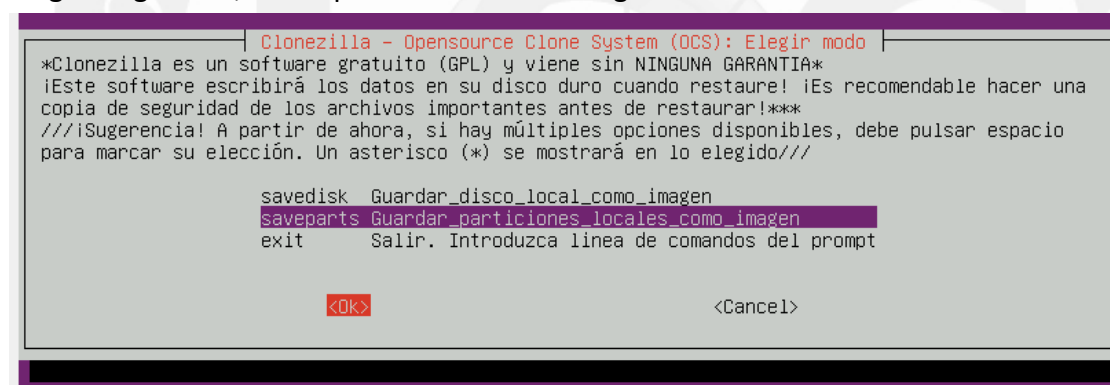 Clonezilla - Opensource Clone System (OCS): Elegir modo
*Clonezilla es un software gratuito (GPL) y viene sin NINGUNA GARANTIA*
¡Este software escribirá los datos en su disco duro cuando restaure! ¡Es recomendable hacer una
copia de seguridad de los archivos importantes antes de restaurar!***
///¡Sugerencia! A partir de ahora, si hay múltiples opciones disponibles, debe pulsar espacio
para marcar su elección. Un asterisco (*) se mostrará en lo elegido///
savedisk Guardar_disco_local_como_imagen
saveparts Guardar_particiones_locales_como_imagen
exit Salir. Introduzca linea de comandos del prompt
<Ok> <Cancel>